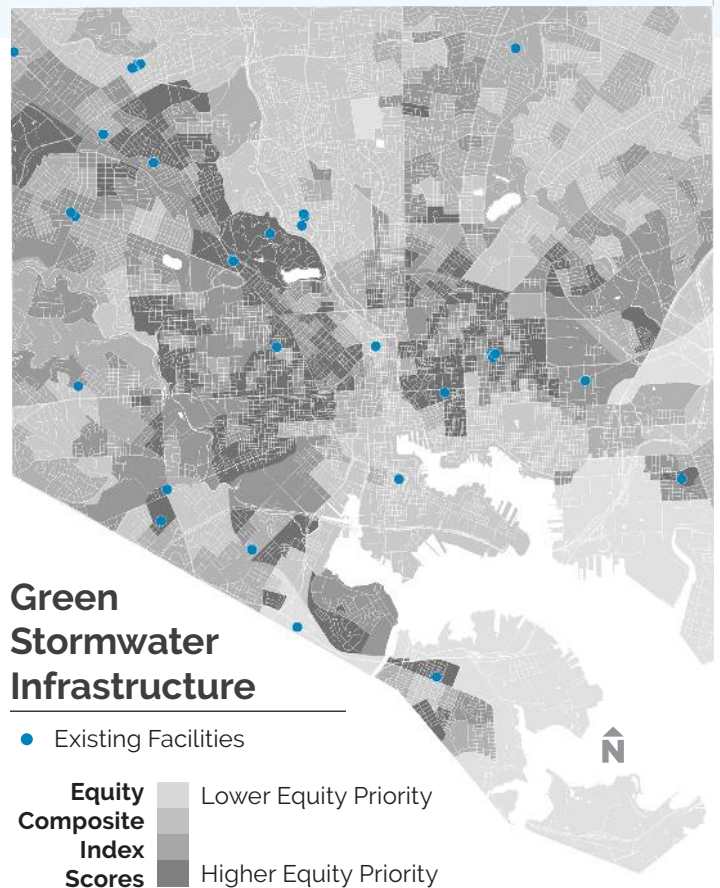 Green
Stormwater
Infrastructure
Existing Facilities
Equity
Composite
Index
Scores
Lower Equity Priority
Higher Equity Priority
N